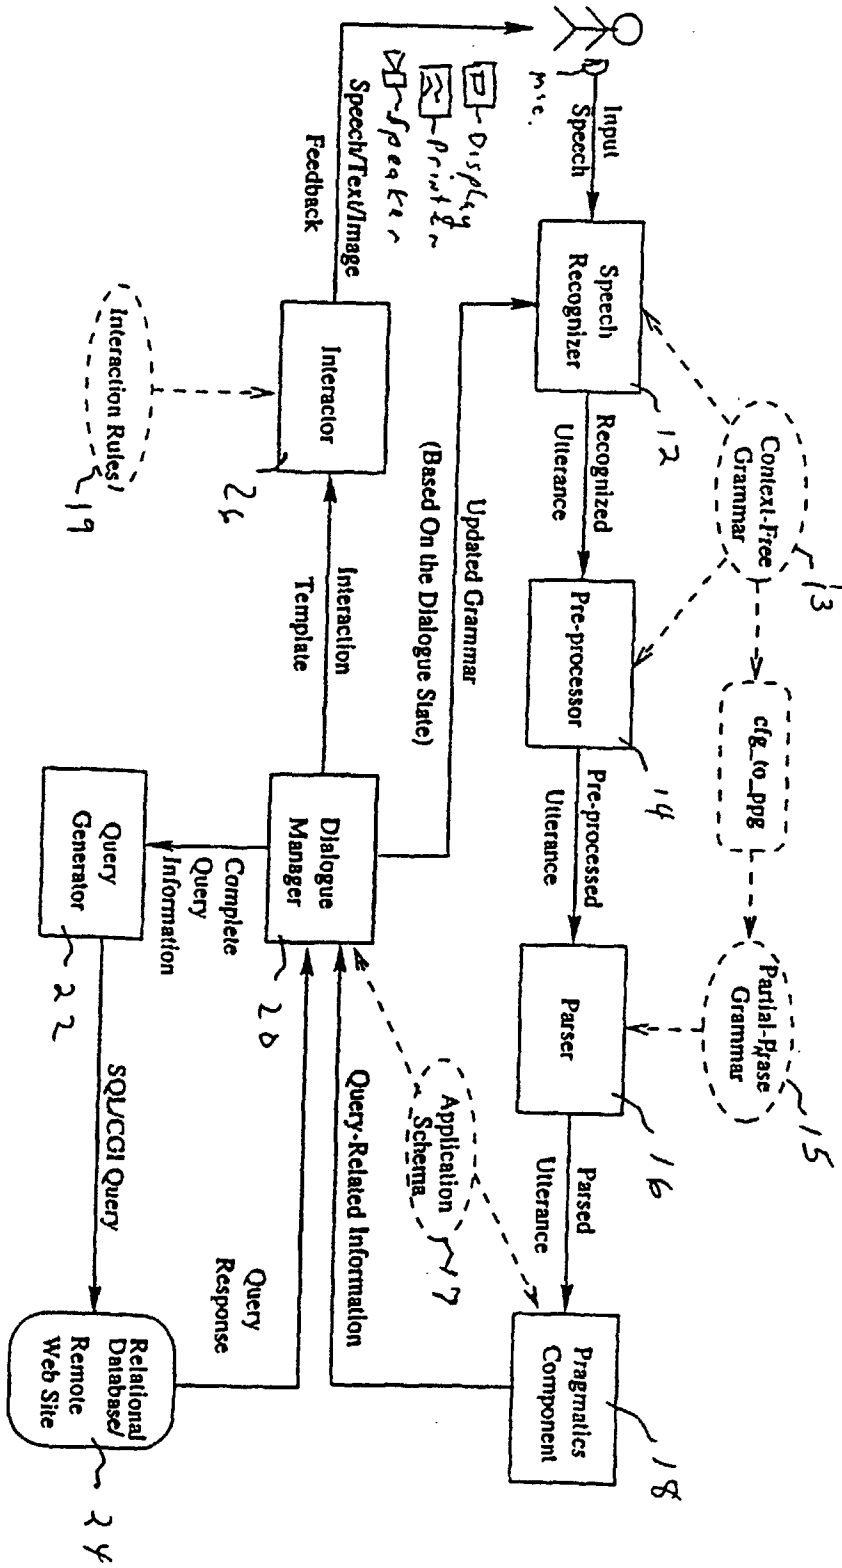 Input
Speech
mic.
Display
Printer
Speaker
Speech/Text/Image
Feedback
Speech
Recognizer
12
Recognized
Utterance
Context-Free
Grammar
13
Pre-processor
14
cfg_to_ppg
Pre-processed
Utterance
Partial-Phrase
Grammar
15
Parser
16
Parsed
Utterance
Pragmatics
Component
18
Updated Grammar
(Based On the Dialogue State)
Application
Schema
17
Query-Related Information
Interactor
26
Interaction Rules
19
Interaction
Template
Dialogue
Manager
20
Complete
Query
Information
Query
Generator
22
SQL/CGI Query
Query
Response
Relational
Database/
Remote
Web Site
24